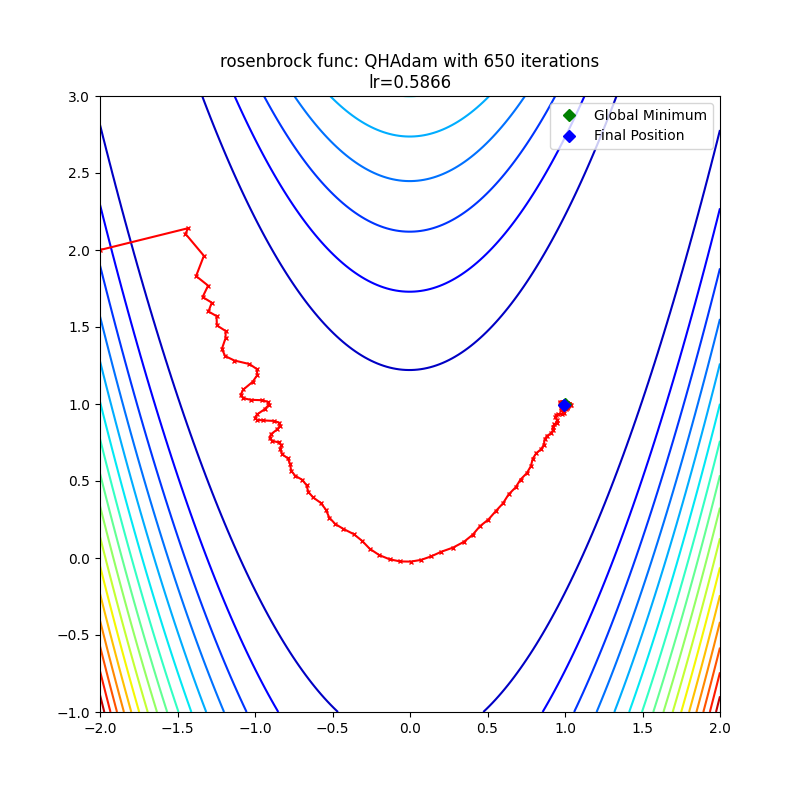 rosenbrock func: QHAdam with 650 iterations
lr=0.5866
Global Minimum
Final Position
3.0
2.5
2.0
1.5
1.0
0.5
0.0
−0.5
−1.0
−2.0 −1.5 −1.0 −0.5 0.0 0.5 1.0 1.5 2.0